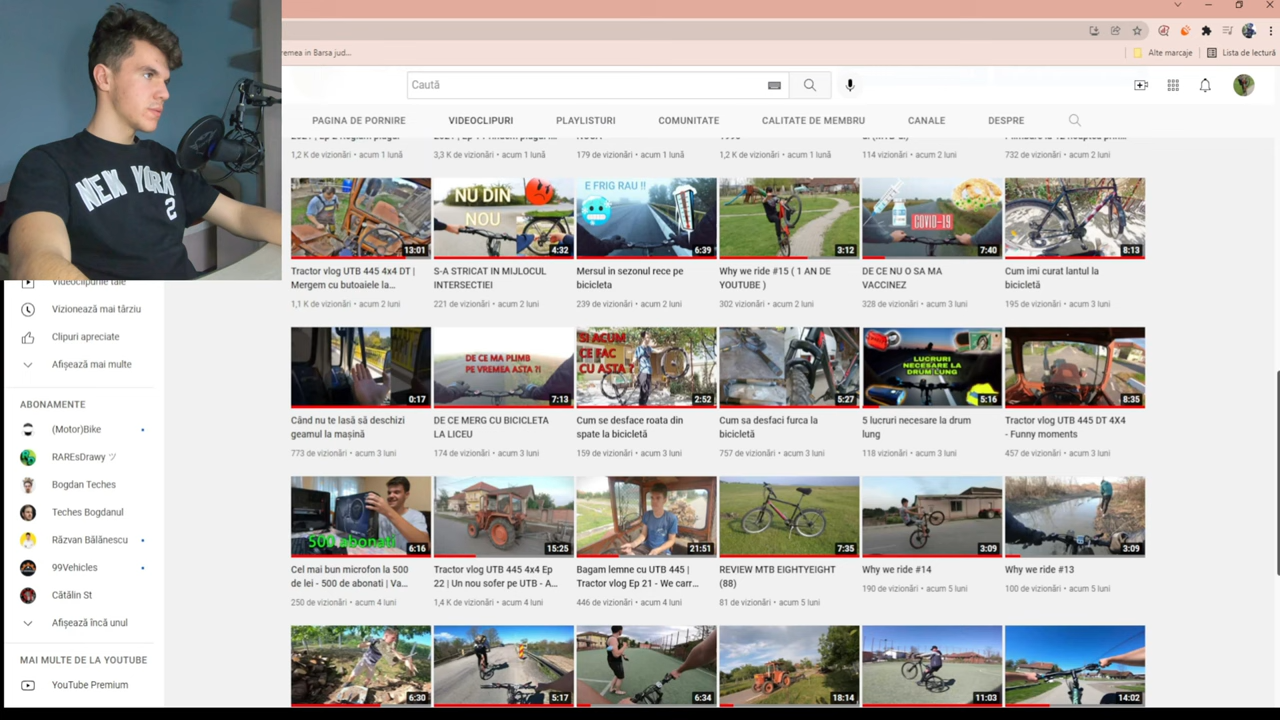 NEW YORK
2
remea in Barsa jud...
Alte marcaje
Lista de lectură
Caută
PAGINA DE PORNIRE
VIDEOCLIPURI
PLAYLISTURI
COMUNITATE
CALITATE DE MEMBRU
CANALE
DESPRE
1,2 K de vizionări • acum 1 lună
3,3 K de vizionări • acum 1 lună
179 de vizionări • acum 1 lună
1,2 K de vizionări • acum 1 lună
114 de vizionări • acum 2 luni
732 de vizionări • acum 2 luni
13:01
NU DIN
NOU
4:32
E FRIG RAU !!
6:39
3:12
COVID-19
7:40
8:13
Tractor vlog UTB 445 4x4 DT |
Mergem cu butoaiele la...
1,1 K de vizionări • acum 2 luni
S-A STRICAT IN MIJLOCUL
INTERSECTIEI
221 de vizionări • acum 2 luni
Mersul in sezonul rece pe
bicicleta
239 de vizionări • acum 2 luni
Why we ride #15 ( 1 AN DE
YOUTUBE )
302 vizionări • acum 2 luni
DE CE NU O SA MA
VACCINEZ
328 de vizionări • acum 3 luni
Cum imi curat lantul la
bicicletă
195 de vizionări • acum 3 luni
0:17
DE CE MA PLIMB
PE VREMEA ASTA ?!
7:13
SI ACUM
CE FAC
CU ASTA ?
2:52
5:27
LUCRURI
NECESARE LA
DRUM LUNG
5:16
8:35
Când nu te lasă să deschizi
geamul la mașină
773 de vizionări • acum 3 luni
DE CE MERG CU BICICLETA
LA LICEU
174 de vizionări • acum 3 luni
Cum se desface roata din
spate la bicicletă
159 de vizionări • acum 3 luni
Cum sa desfaci furca la
bicicletă
757 de vizionări • acum 3 luni
5 lucruri necesare la drum
lung
118 vizionări • acum 3 luni
Tractor vlog UTB 445 DT 4X4
- Funny moments
457 de vizionări • acum 3 luni
500 abonati
6:16
15:25
21:51
7:35
3:09
3:09
Cel mai bun microfon la 500
de lei - 500 de abonati | Va...
250 de vizionări • acum 4 luni
Tractor vlog UTB 445 4x4 Ep
22 | Un nou sofer pe UTB - A...
1,4 K de vizionări • acum 4 luni
Bagam lemne cu UTB 445 |
Tractor vlog Ep 21 - We carr...
446 de vizionări • acum 4 luni
REVIEW MTB EIGHTYEIGHT
(88)
81 de vizionări • acum 5 luni
Why we ride #14
190 de vizionări • acum 5 luni
Why we ride #13
100 de vizionări • acum 5 luni
6:30
5:17
6:34
18:14
11:03
14:02
Videoclipurile tale
Vizionează mai târziu
Clipuri apreciate
Afișează mai multe
ABONAMENTE
(Motor)Bike
RAREsDrawy ツ
Bogdan Teches
Teches Bogdanul
Răzvan Bălănescu
99Vehicles
Cătălin St
Afișează încă unul
MAI MULTE DE LA YOUTUBE
YouTube Premium